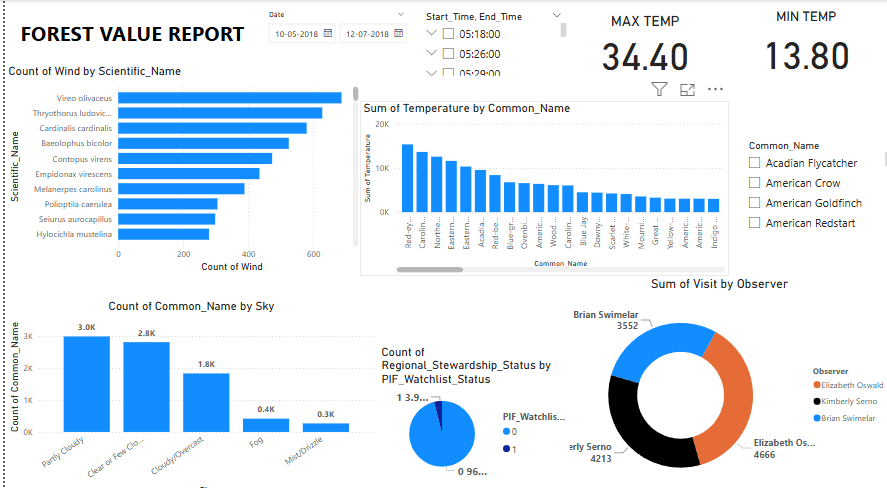 FOREST VALUE REPORT
Date
10-05-2018
12-07-2018
Start_Time, End_Time
05:18:00
05:26:00
05:29:00
MAX TEMP
34.40
MIN TEMP
13.80
Count of Wind by Scientific_Name
Scientific_Name
Vireo olivaceus
Thryothorus ludovic...
Cardinalis cardinalis
Baeolophus bicolor
Contopus virens
Empidonax virescens
Melanerpes carolinus
Polioptila caerulea
Seiurus aurocapillus
Hylocichla mustelina
0
200
400
600
Count of Wind
Sum of Temperature by Common_Name
Sum of Temperature
20K
10K
0K
Red-ey...
Carolin...
Northe...
Eastern...
Eastern...
Acadia...
Red-be...
Blue-gr...
Ovenbi...
Americ...
Wood ...
Carolin...
Blue Jay
Downy...
Scarlet ...
White-...
Mourni...
Great ...
Yellow-...
Americ...
Americ...
Indigo ...
Common_Name
Common_Name
Acadian Flycatcher
American Crow
American Goldfinch
American Redstart
Count of Common_Name by Sky
Count of Common_Name
3K
2K
1K
0K
3.0K
2.8K
1.8K
0.4K
0.3K
Partly Cloudy
Clear or Few Clo...
Cloudy/Overcast
Fog
Mist/Drizzle
Count of
Regional_Stewardship_Status by
PIF_Watchlist_Status
1 3.9...
0 96....
PIF_Watchlis...
0
1
Sum of Visit by Observer
Brian Swimelar
3552
erly Serno
4213
Elizabeth Os...
4666
Observer
Elizabeth Oswald
Kimberly Serno
Brian Swimelar